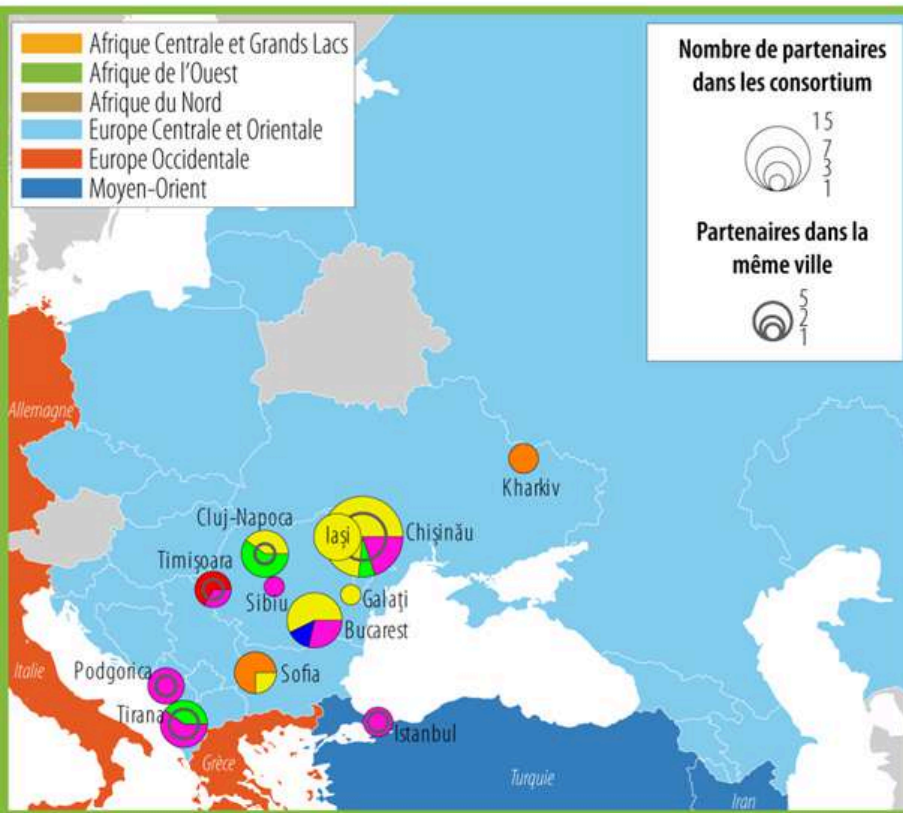 Afrique Centrale et Grands Lacs
Afrique de l'Ouest
Afrique du Nord
Europe Centrale et Orientale
Europe Occidentale
Moyen-Orient
Nombre de partenaires
dans les consortium
15
7
3
1
Partenaires dans la
même ville
5
2
1
Allemagne
Kharkiv
Cluj-Napoca
Iași
Chișinău
Timișoara
Sibiu
Galați
Bucarest
Italie
Podgorica
Sofia
Tirana
Istanbul
Grèce
Turquie
Iran